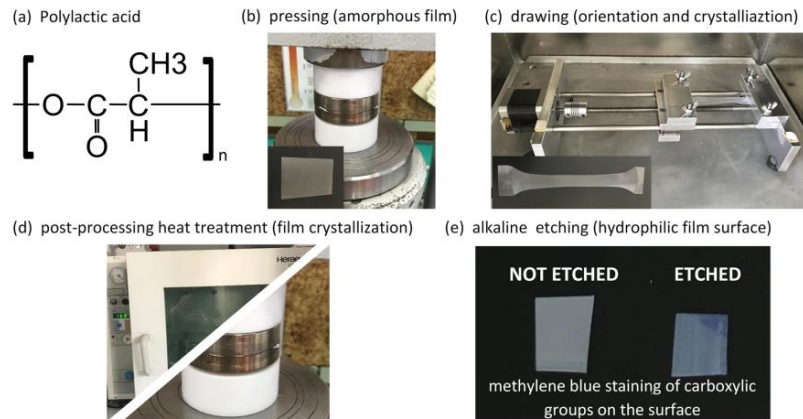 (a) Polylactic acid
(b) pressing (amorphous film)
(c) drawing (orientation and crystalliaztion)
CH3
O
C
C
O
H
n
(d) post-processing heat treatment (film crystallization)
(e) alkaline etching (hydrophilic film surface)
NOT ETCHED
ETCHED
methylene blue staining of carboxylic
groups on the surface